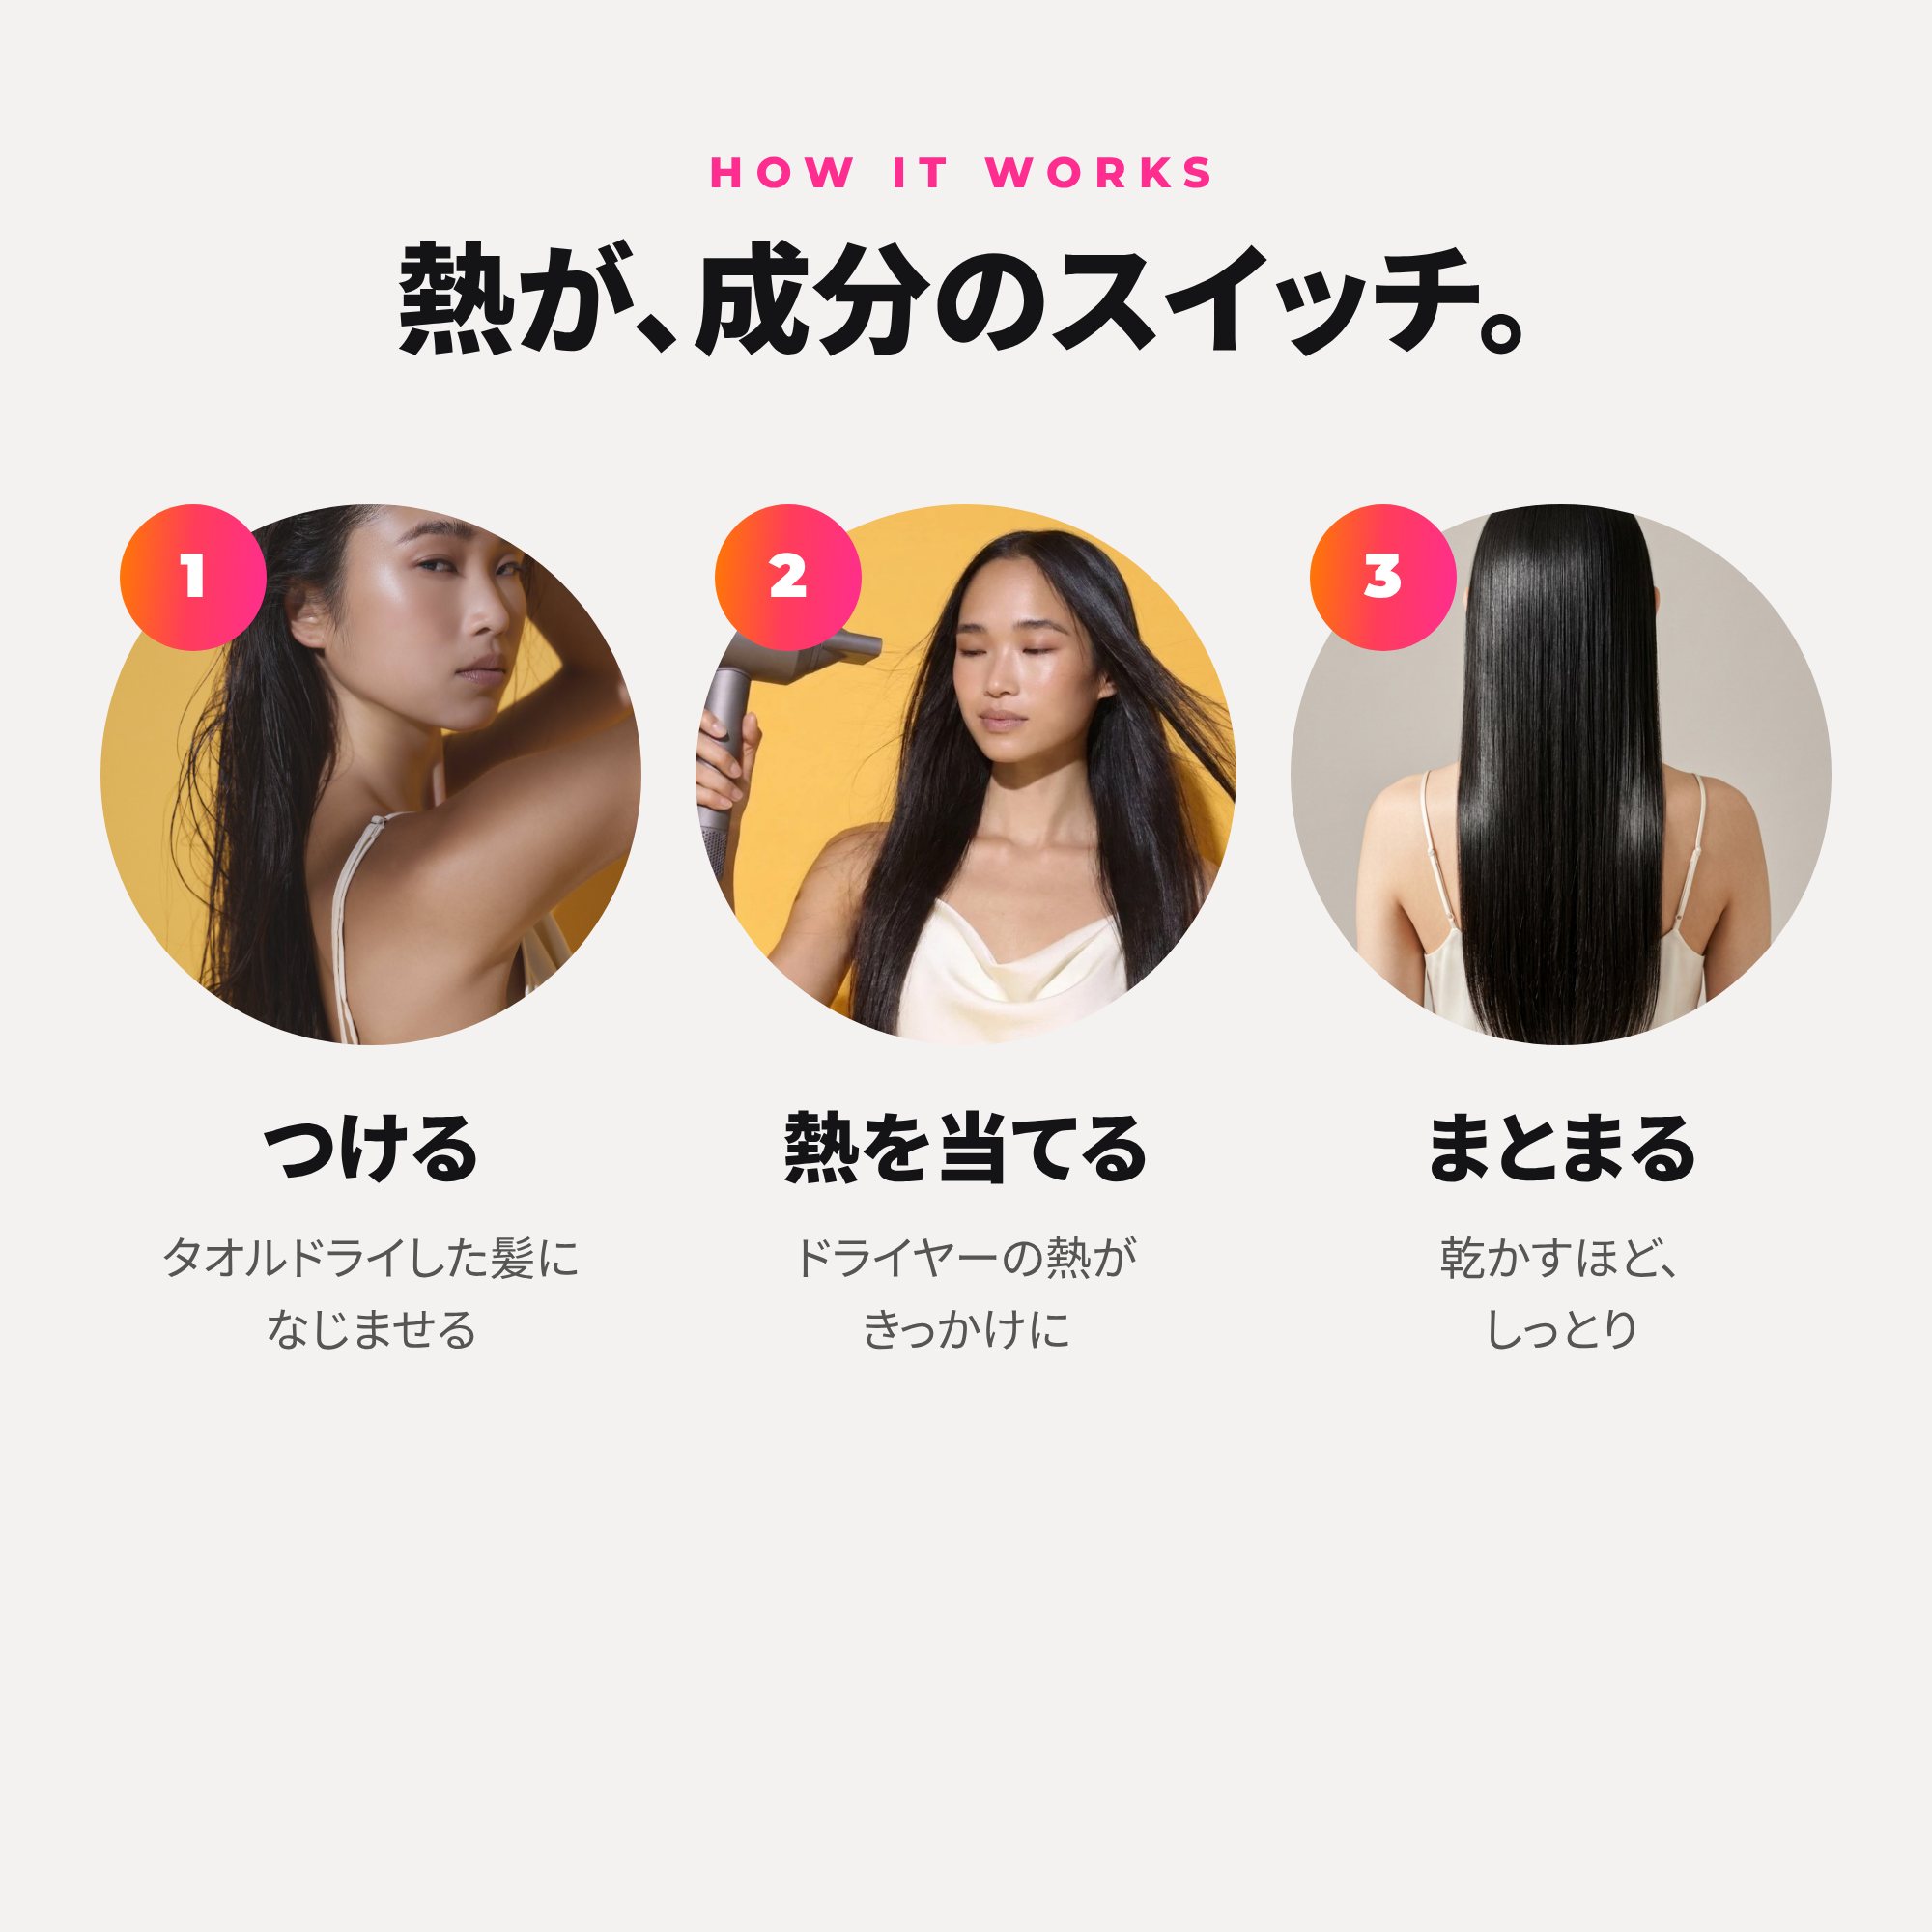 HOW IT WORKS
熱が、成分のスイッチ。
1
2
3
つける
タオルドライした髪に
なじませる
熱を当てる
ドライヤーの熱が
きっかけに
まとまる
乾かすほど、
しっとり